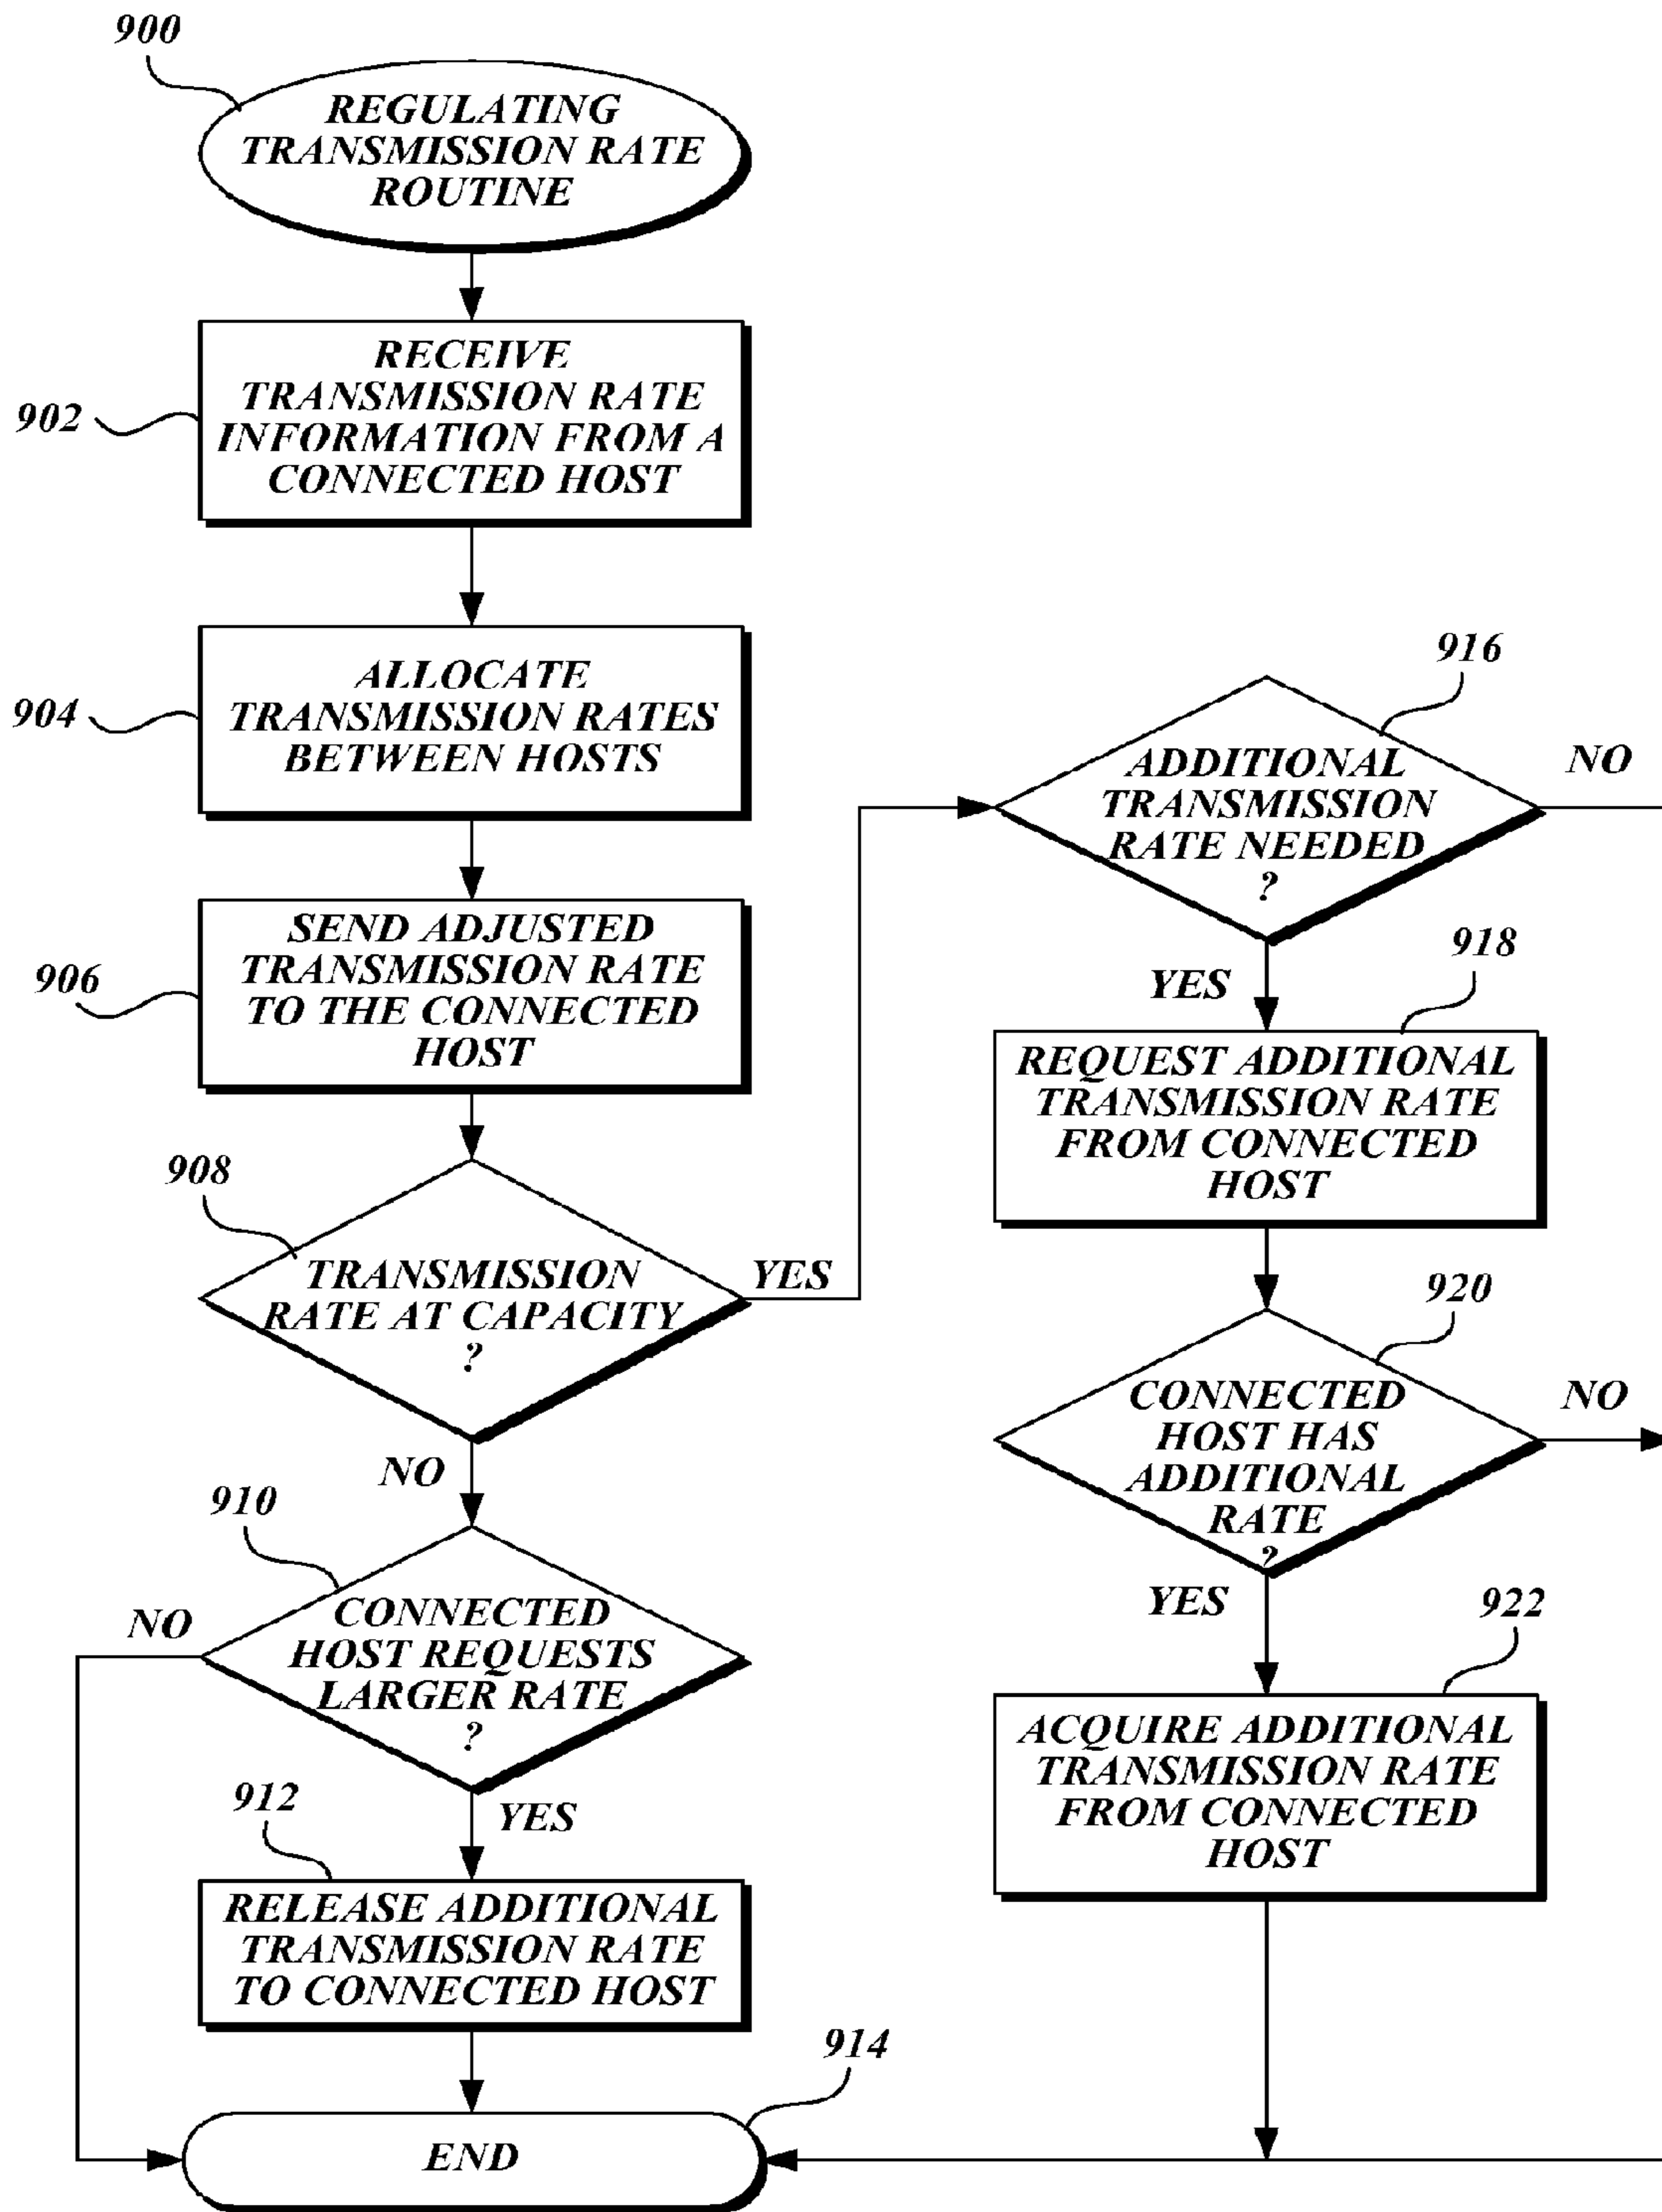 900
REGULATING
TRANSMISSION RATE
ROUTINE
902
RECEIVE
TRANSMISSION RATE
INFORMATION FROM A
CONNECTED HOST
904
ALLOCATE
TRANSMISSION RATES
BETWEEN HOSTS
906
SEND ADJUSTED
TRANSMISSION RATE
TO THE CONNECTED
HOST
908
TRANSMISSION
RATE AT CAPACITY
?
YES
NO
910
CONNECTED
HOST REQUESTS
LARGER RATE
?
NO
YES
912
RELEASE ADDITIONAL
TRANSMISSION RATE
TO CONNECTED HOST
914
END
916
ADDITIONAL
TRANSMISSION
RATE NEEDED
?
NO
YES
918
REQUEST ADDITIONAL
TRANSMISSION RATE
FROM CONNECTED
HOST
920
CONNECTED
HOST HAS
ADDITIONAL
RATE
?
NO
YES
922
ACQUIRE ADDITIONAL
TRANSMISSION RATE
FROM CONNECTED
HOST